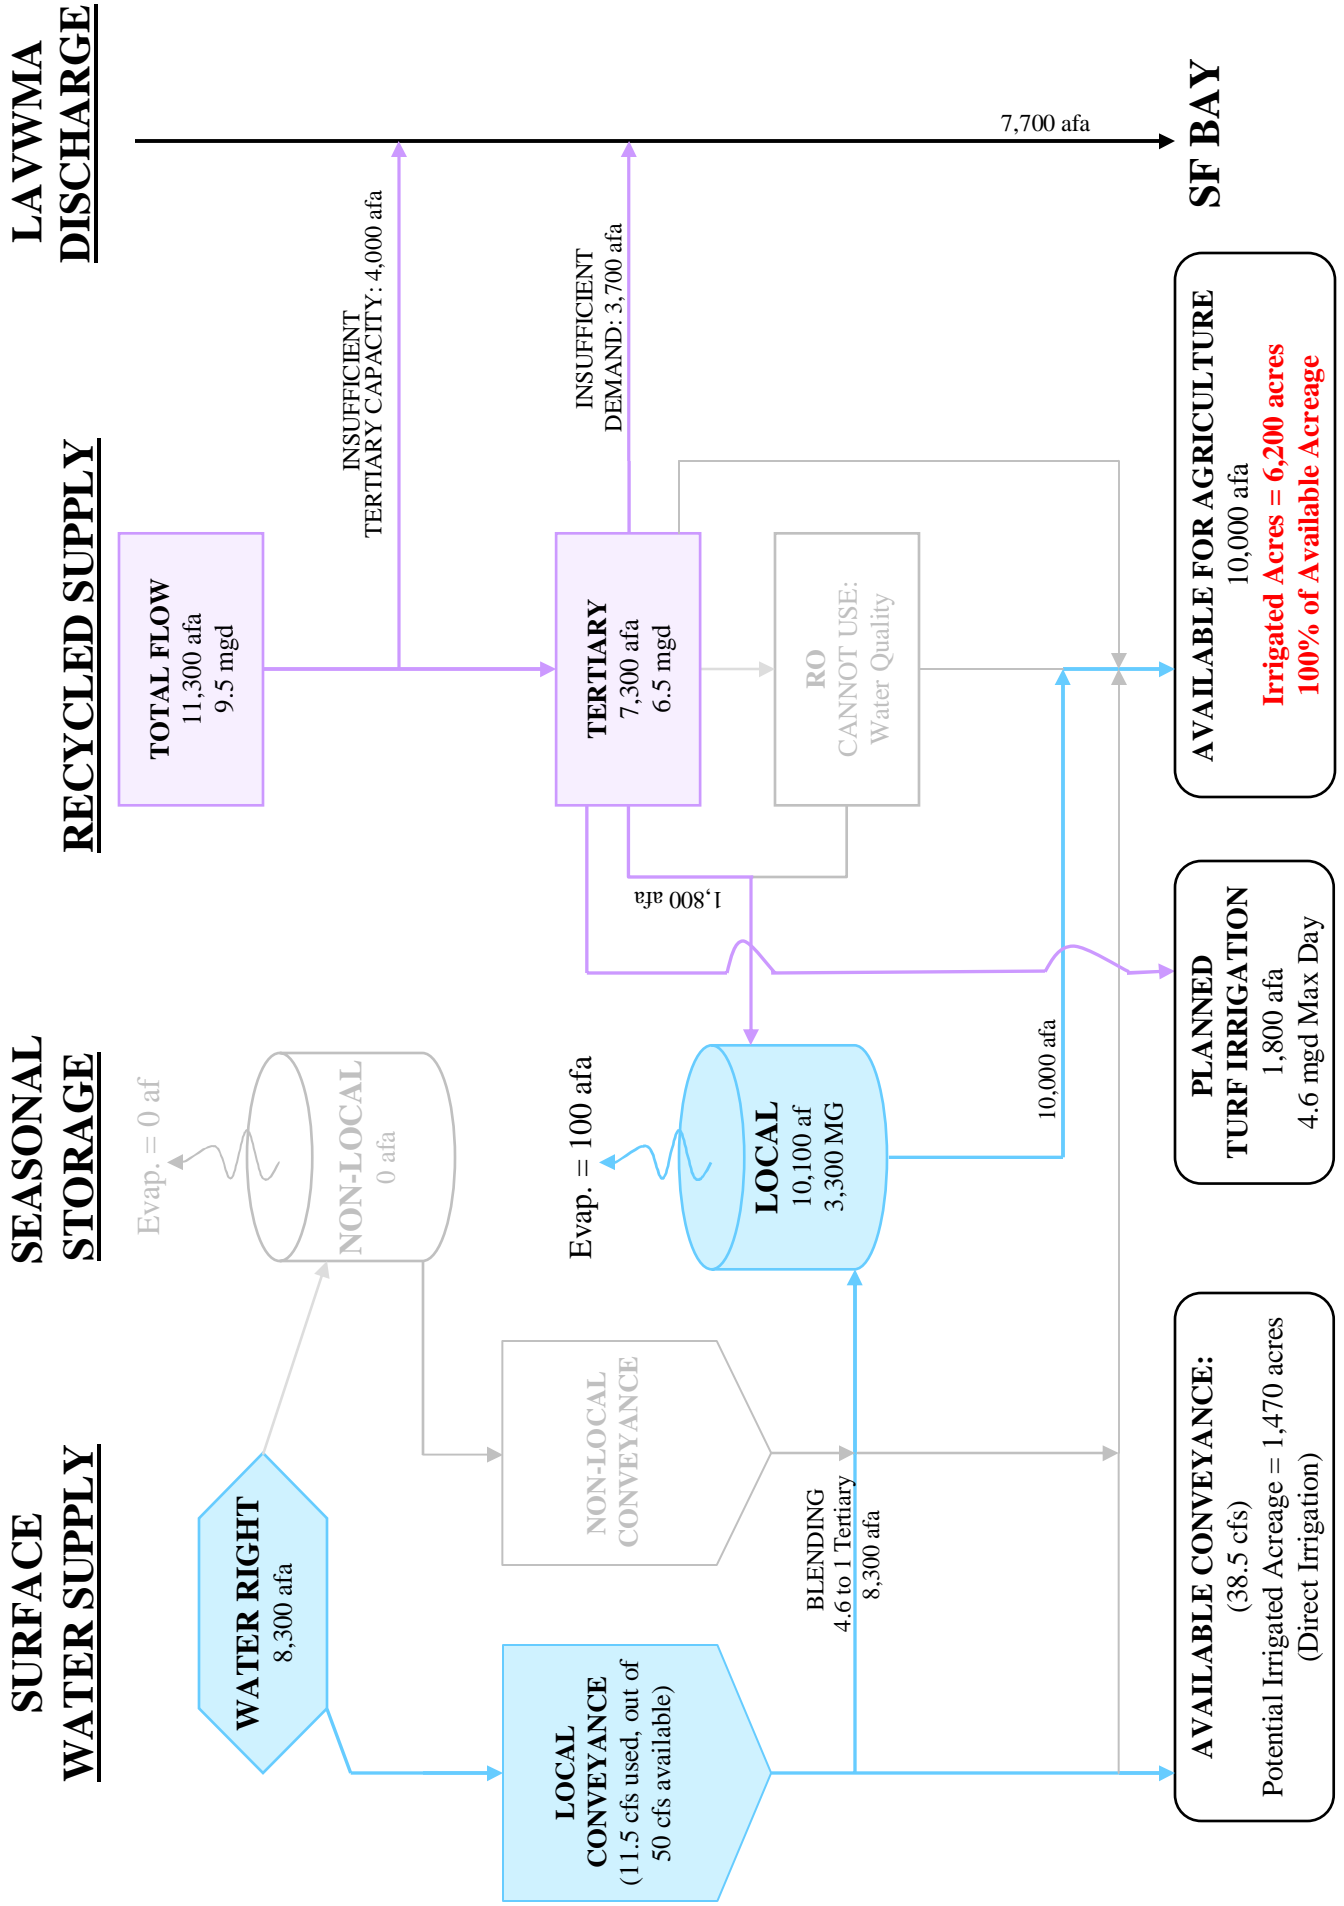 SURFACE
WATER SUPPLY
SEASONAL
STORAGE
RECYCLED SUPPLY
LAVWMA
DISCHARGE
WATER RIGHT
8,300 afa
LOCAL
CONVEYANCE
(11.5 cfs used, out of
50 cfs available)
NON-LOCAL
CONVEYANCE
BLENDING
4.6 to 1 Tertiary
8,300 afa
Evap. = 0 af
NON-LOCAL
0 afa
Evap. = 100 afa
LOCAL
10,100 af
3,300 MG
10,000 afa
TOTAL FLOW
11,300 afa
9.5 mgd
INSUFFICIENT
TERTIARY CAPACITY: 4,000 afa
TERTIARY
7,300 afa
6.5 mgd
INSUFFICIENT
DEMAND: 3,700 afa
1,800 afa
RO
CANNOT USE:
Water Quality
7,700 afa
SF BAY
AVAILABLE CONVEYANCE:
(38.5 cfs)
Potential Irrigated Acreage = 1,470 acres
(Direct Irrigation)
PLANNED
TURF IRRIGATION
1,800 afa
4.6 mgd Max Day
AVAILABLE FOR AGRICULTURE
10,000 afa
Irrigated Acres = 6,200 acres
100% of Available Acreage